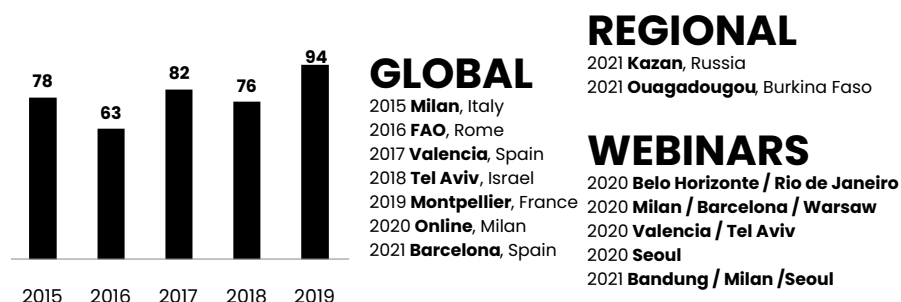 78
63
82
76
94
2015 2016 2017 2018 2019
GLOBAL
2015 Milan, Italy
2016 FAO, Rome
2017 Valencia, Spain
2018 Tel Aviv, Israel
2019 Montpellier, France
2020 Online, Milan
2021 Barcelona, Spain
REGIONAL
2021 Kazan, Russia
2021 Ouagadougou, Burkina Faso
WEBINARS
2020 Belo Horizonte / Rio de Janeiro
2020 Milan / Barcelona / Warsaw
2020 Valencia / Tel Aviv
2020 Seoul
2021 Bandung / Milan /Seoul